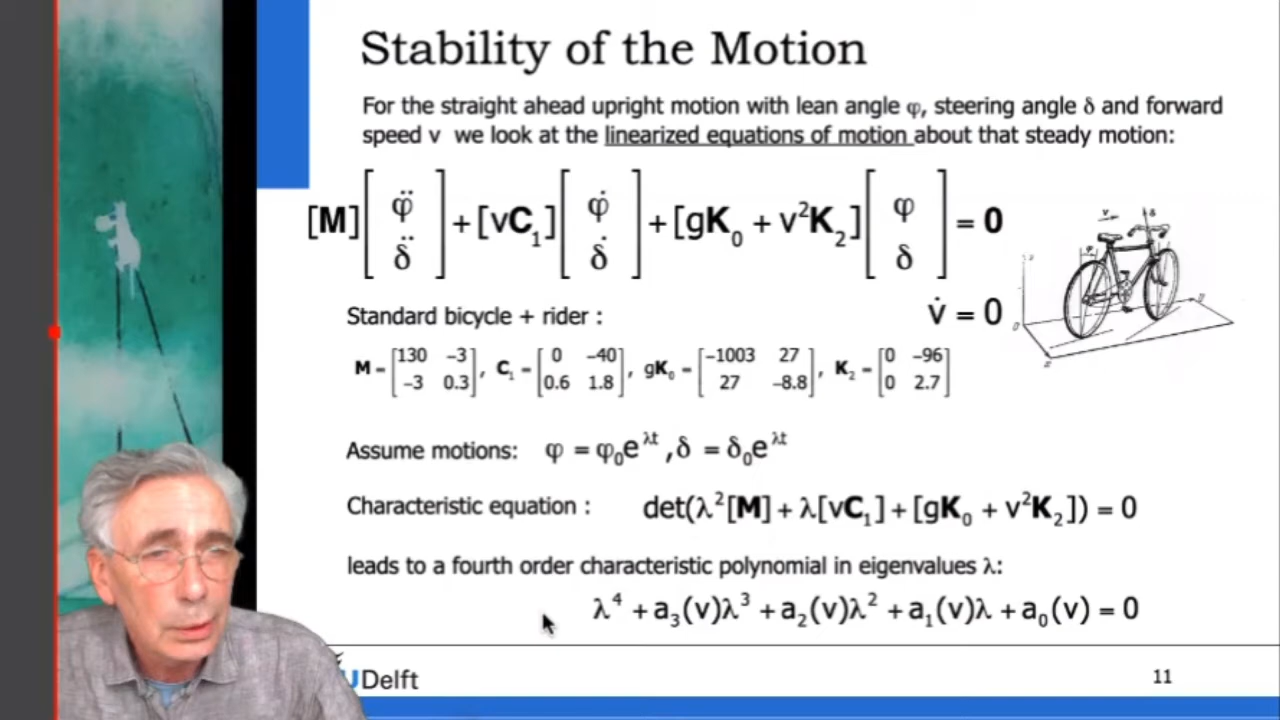 Stability of the Motion
For the straight ahead upright motion with lean angle φ, steering angle δ and forward
speed v we look at the linearized equations of motion about that steady motion:
[M][φ̈ δ̈] + [vC₁][φ̇ δ̇] + [gK₀ + v²K₂][φ δ] = 0
Standard bicycle + rider :
v̇ = 0
M = [130 −3; −3 0.3], C₁ = [0 −40; 0.6 1.8], gK₀ = [−1003 27; 27 −8.8], K₂ = [0 −96; 0 2.7]
Assume motions: φ = φ₀e^λt, δ = δ₀e^λt
Characteristic equation : det(λ²[M] + λ[vC₁] + [gK₀ + v²K₂]) = 0
leads to a fourth order characteristic polynomial in eigenvalues λ:
λ⁴ + a₃(v)λ³ + a₂(v)λ² + a₁(v)λ + a₀(v) = 0
UDelft
11